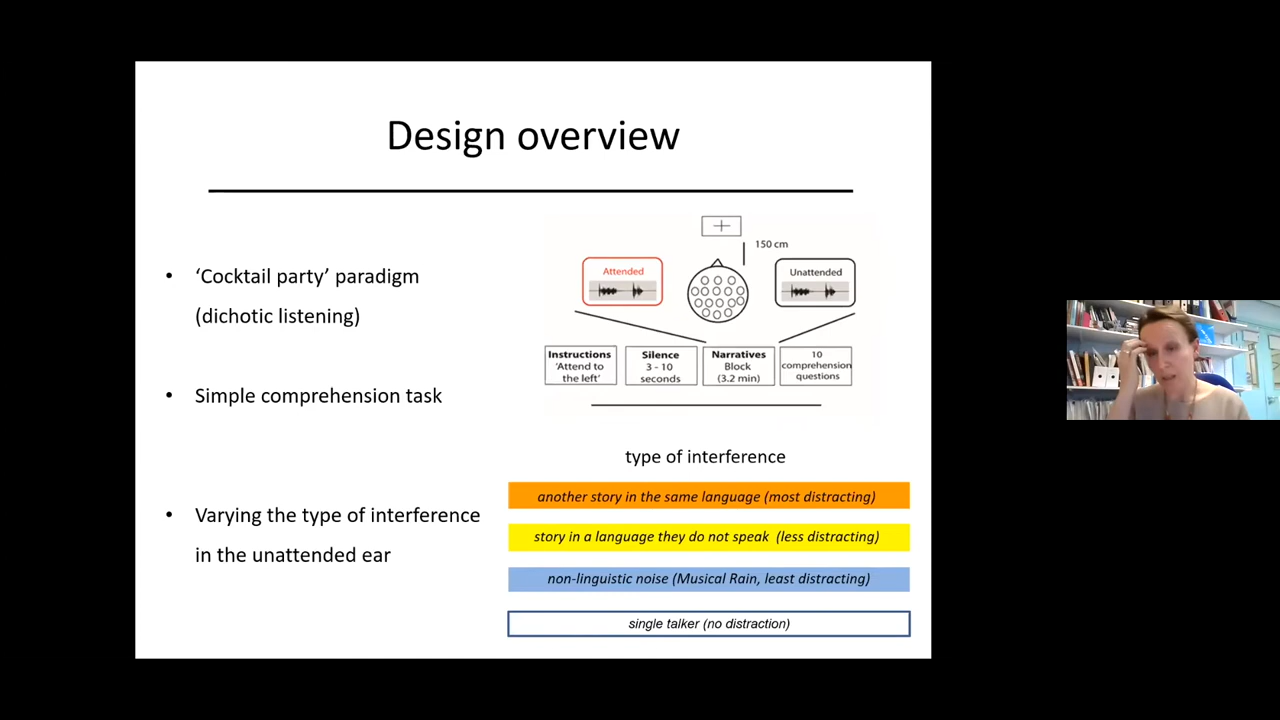 Design overview
• ‘Cocktail party’ paradigm
(dichotic listening)
• Simple comprehension task
• Varying the type of interference
in the unattended ear
150 cm
Attended
Unattended
Instructions
‘Attend to
the left’
Silence
3 - 10
seconds
Narratives
Block
(3.2 min)
10
comprehension
questions
type of interference
another story in the same language (most distracting)
story in a language they do not speak (less distracting)
non-linguistic noise (Musical Rain, least distracting)
single talker (no distraction)